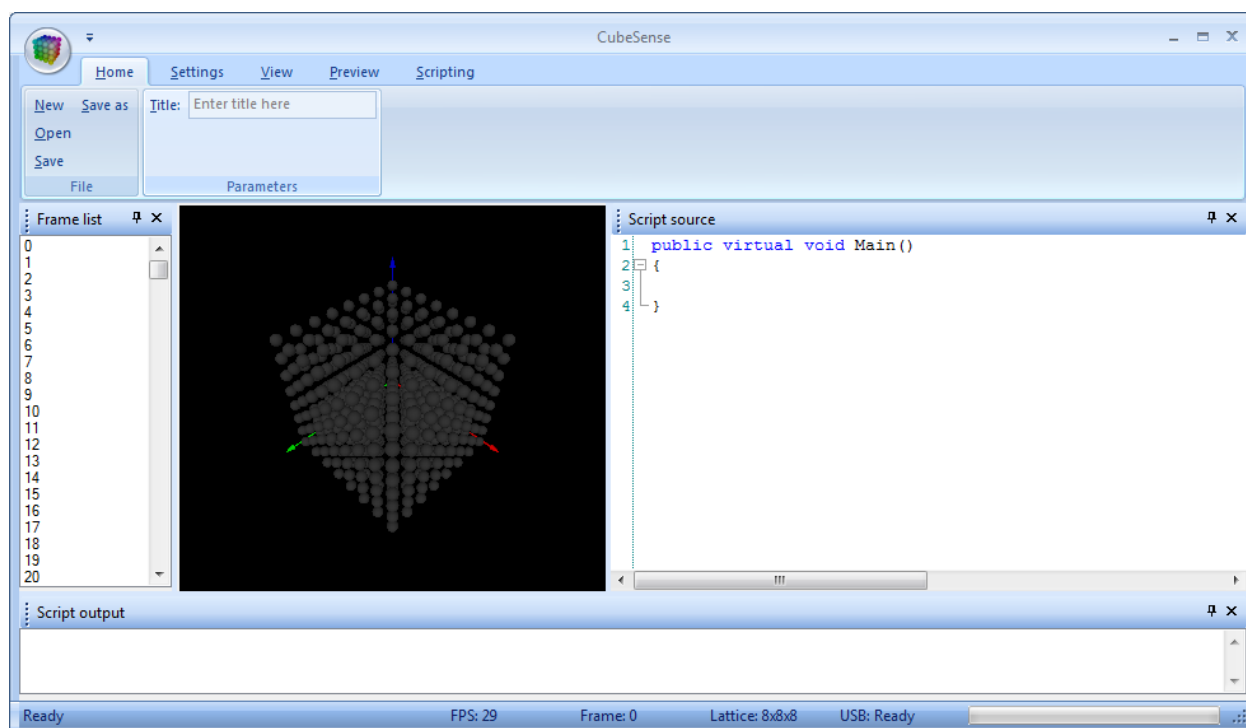 CubeSense
Home Settings View Preview Scripting
New Save as Title: Enter title here
Open
Save
File Parameters
Frame list
0
1
2
3
4
5
6
7
8
9
10
11
12
13
14
15
16
17
18
19
20
Script source
1 public virtual void Main()
2 {
3
4 }
Script output
Ready FPS: 29 Frame: 0 Lattice: 8x8x8 USB: Ready